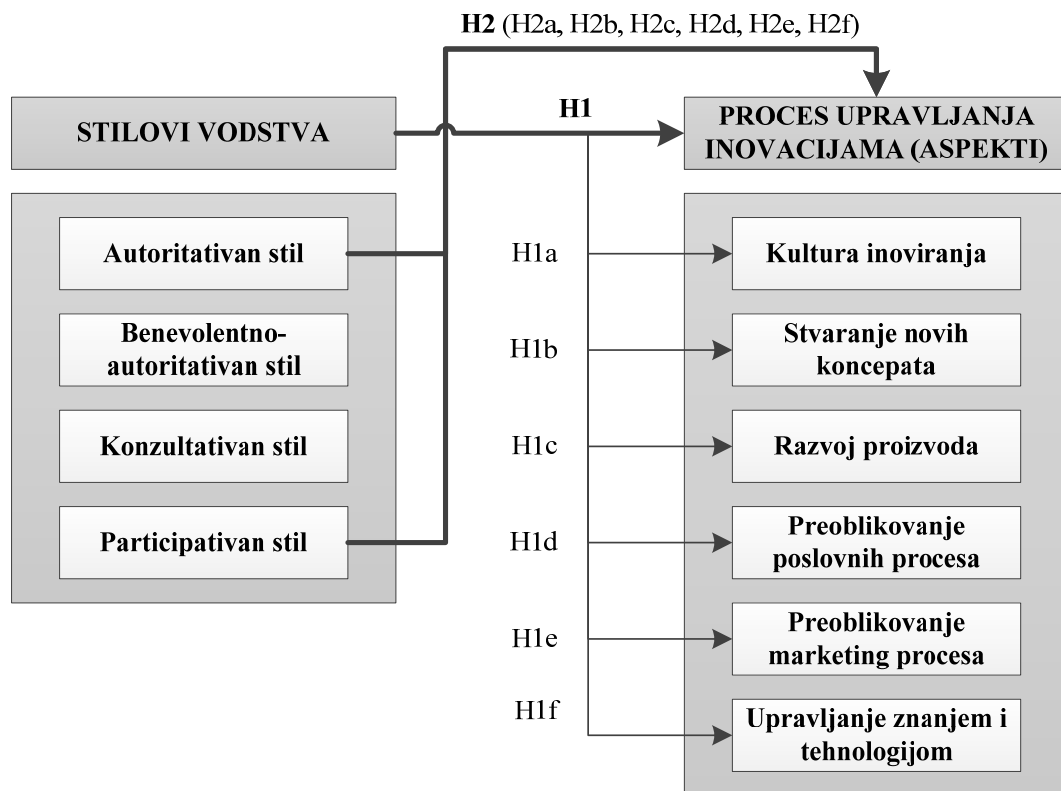 H2 (H2a, H2b, H2c, H2d, H2e, H2f)
STILOVI VODSTVA
H1
PROCES UPRAVLJANJA
INOVACIJAMA (ASPEKTI)
Autoritativan stil
H1a
Kultura inoviranja
Benevolentno-
autoritativan stil
H1b
Stvaranje novih
koncepata
Konzultativan stil
H1c
Razvoj proizvoda
Participativan stil
H1d
Preoblikovanje
poslovnih procesa
H1e
Preoblikovanje
marketing procesa
H1f
Upravljanje znanjem i
tehnologijom